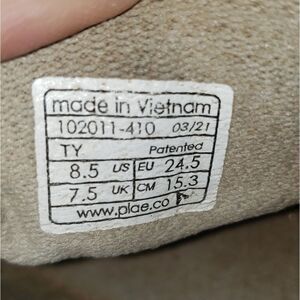 made in Vietnam
102011-410 03/21
TY Patented
8.5 US EU 24.5
7.5 UK CM 15.3
www.plae.co